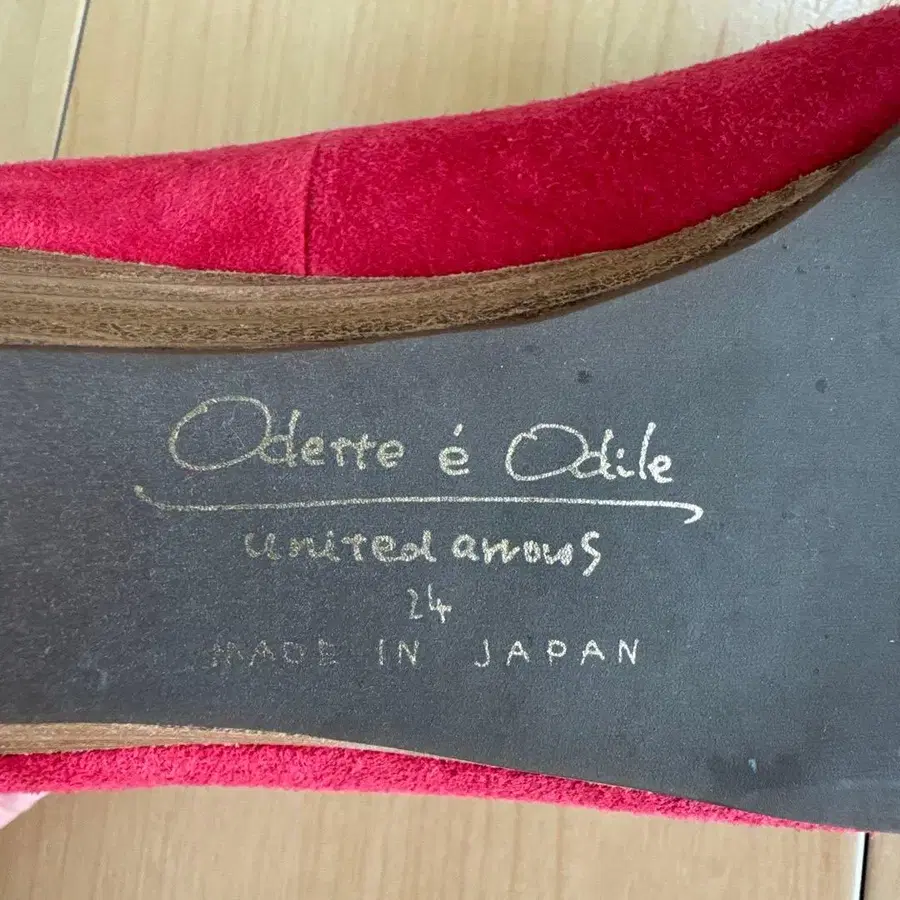 Odette é Odile
united arrows
24
MADE IN JAPAN